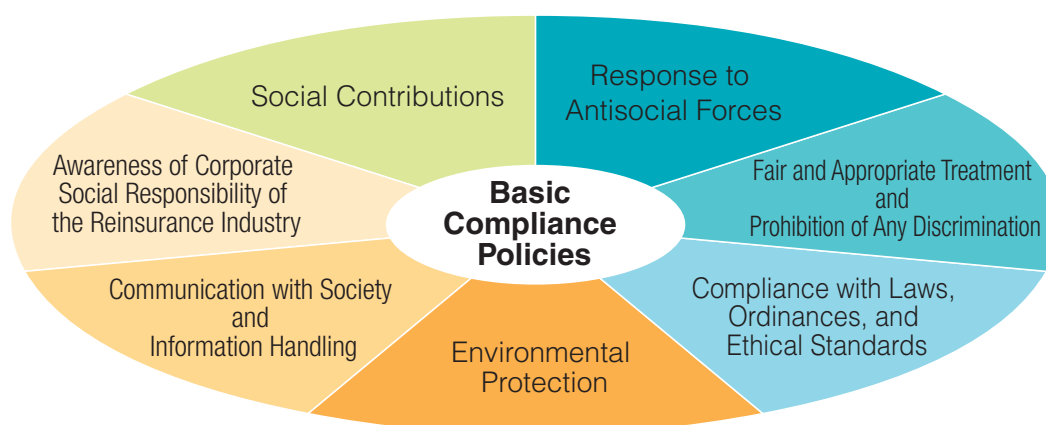 Social Contributions
Response to
Antisocial Forces
Awareness of Corporate
Social Responsibility of
the Reinsurance Industry
Basic
Compliance
Policies
Fair and Appropriate Treatment
and
Prohibition of Any Discrimination
Communication with Society
and
Information Handling
Environmental
Protection
Compliance with Laws,
Ordinances, and
Ethical Standards